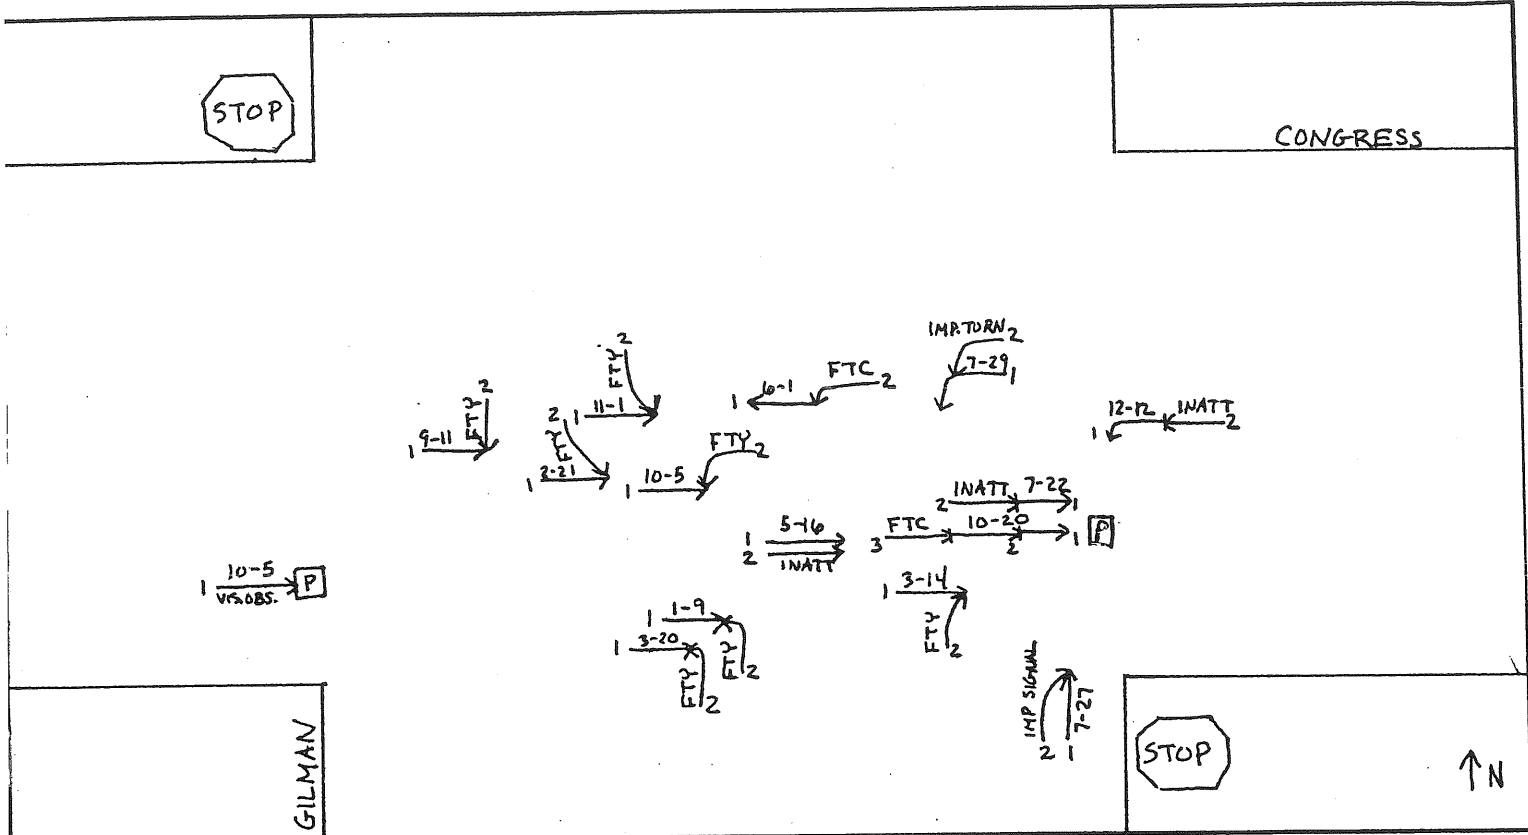 STOP
CONGRESS
IMP. TURN 2
7-29 1
FTY 2
1 6-1 FTC 2
1 9-11 FTY 2
1 11-1
2 FTY
1 2-21
1 10-5 FTY 2
1 12-12 INATT 2
2 INATT 7-22 1
1 5-16
2 INATT
3 FTC 10-20 2 1 P
1 10-5 P
VIS. OBS.
1 3-14
FTY 2
1 1-9
FTY 2
1 3-20
FTY 2
IMP SIGNAL
7-27
2 1
STOP
GILMAN
N